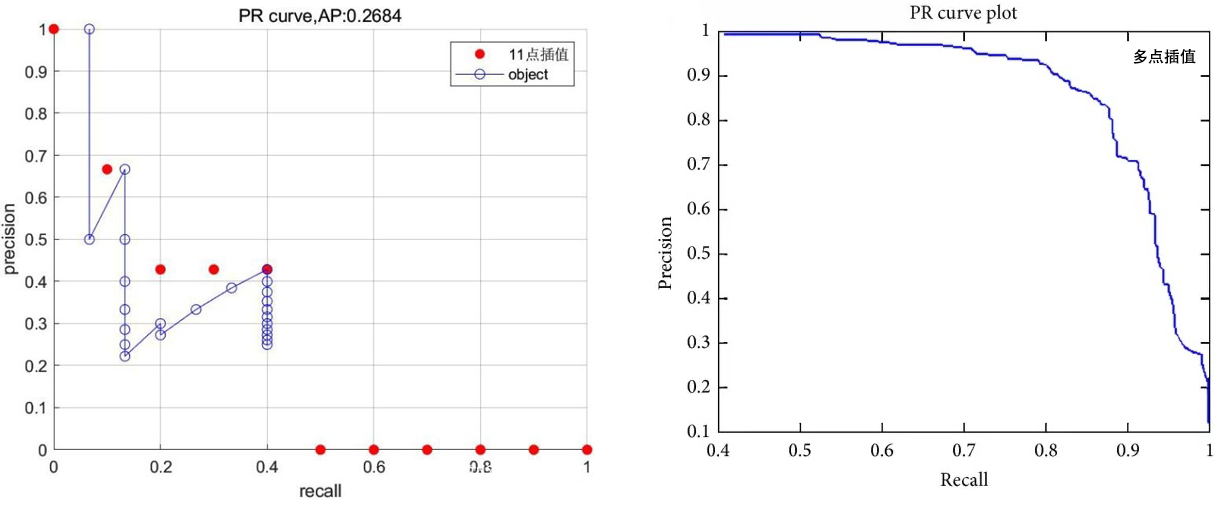 PR curve,AP:0.2684
11点插值
object
1
0.9
0.8
0.7
0.6
0.5
0.4
0.3
0.2
0.1
0
precision
0 0.2 0.4 0.6 0.8 1
recall
PR curve plot
多点插值
1
0.9
0.8
0.7
0.6
0.5
0.4
0.3
0.2
0.1
Precision
0.4 0.5 0.6 0.7 0.8 0.9 1
Recall